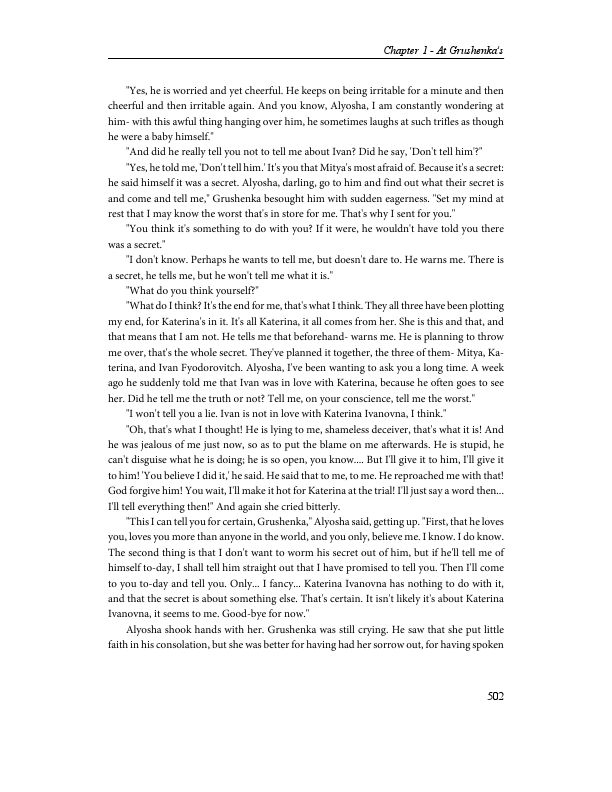 Chapter 1 - At Grushenka's
"Yes, he is worried and yet cheerful. He keeps on being irritable for a minute and then
cheerful and then irritable again. And you know, Alyosha, I am constantly wondering at
him- with this awful thing hanging over him, he sometimes laughs at such trifles as though
he were a baby himself."
"And did he really tell you not to tell me about Ivan? Did he say, 'Don't tell him'?"
"Yes, he told me, 'Don't tell him.' It's you that Mitya's most afraid of. Because it's a secret:
he said himself it was a secret. Alyosha, darling, go to him and find out what their secret is
and come and tell me," Grushenka besought him with sudden eagerness. "Set my mind at
rest that I may know the worst that's in store for me. That's why I sent for you."
"You think it's something to do with you? If it were, he wouldn't have told you there
was a secret."
"I don't know. Perhaps he wants to tell me, but doesn't dare to. He warns me. There is
a secret, he tells me, but he won't tell me what it is."
"What do you think yourself?"
"What do I think? It's the end for me, that's what I think. They all three have been plotting
my end, for Katerina's in it. It's all Katerina, it all comes from her. She is this and that, and
that means that I am not. He tells me that beforehand- warns me. He is planning to throw
me over, that's the whole secret. They've planned it together, the three of them- Mitya, Ka-
terina, and Ivan Fyodorovitch. Alyosha, I've been wanting to ask you a long time. A week
ago he suddenly told me that Ivan was in love with Katerina, because he often goes to see
her. Did he tell me the truth or not? Tell me, on your conscience, tell me the worst."
"I won't tell you a lie. Ivan is not in love with Katerina Ivanovna, I think."
"Oh, that's what I thought! He is lying to me, shameless deceiver, that's what it is! And
he was jealous of me just now, so as to put the blame on me afterwards. He is stupid, he
can't disguise what he is doing; he is so open, you know.... But I'll give it to him, I'll give it
to him! 'You believe I did it,' he said. He said that to me, to me. He reproached me with that!
God forgive him! You wait, I'll make it hot for Katerina at the trial! I'll just say a word then...
I'll tell everything then!" And again she cried bitterly.
"This I can tell you for certain, Grushenka," Alyosha said, getting up. "First, that he loves
you, loves you more than anyone in the world, and you only, believe me. I know. I do know.
The second thing is that I don't want to worm his secret out of him, but if he'll tell me of
himself to-day, I shall tell him straight out that I have promised to tell you. Then I'll come
to you to-day and tell you. Only... I fancy... Katerina Ivanovna has nothing to do with it,
and that the secret is about something else. That's certain. It isn't likely it's about Katerina
Ivanovna, it seems to me. Good-bye for now."
Alyosha shook hands with her. Grushenka was still crying. He saw that she put little
faith in his consolation, but she was better for having had her sorrow out, for having spoken
502